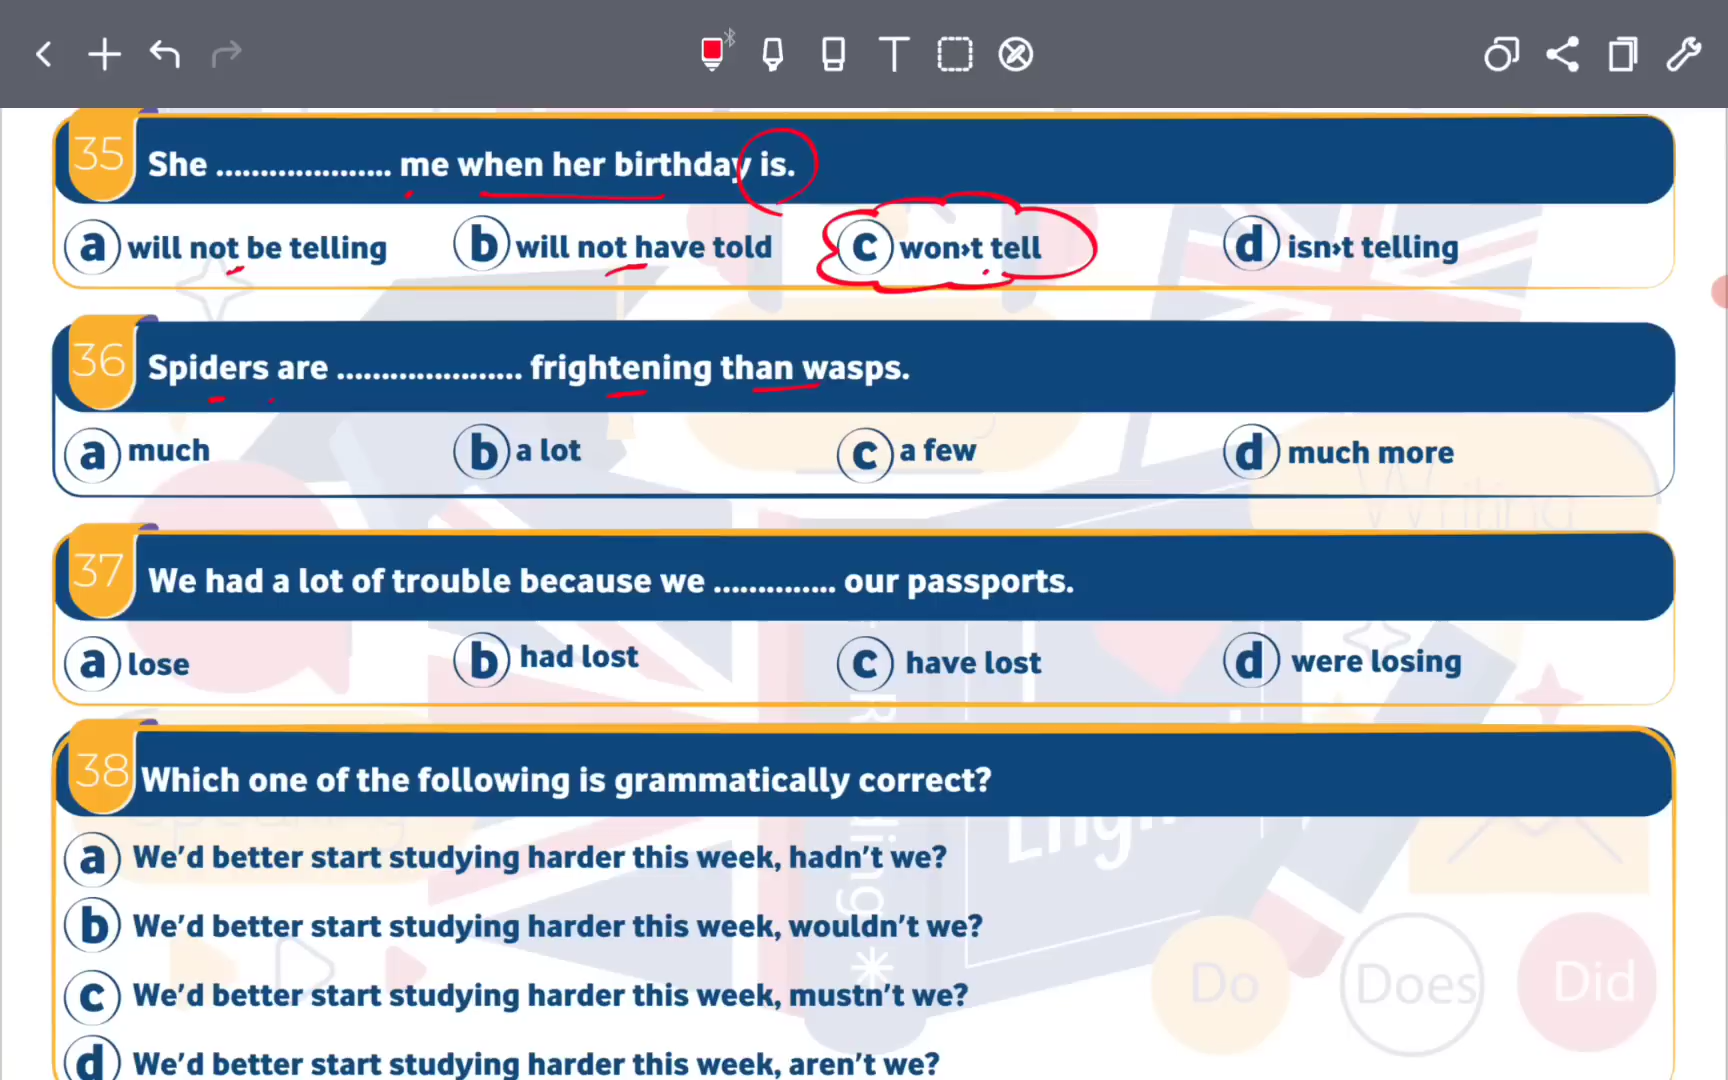 35
She .................... me when her birthday is.
a will not be telling b will not have told c won›t tell d isn›t telling
36
Spiders are ..................... frightening than wasps.
a much b a lot c a few d much more
Writing
37
We had a lot of trouble because we .............. our passports.
a lose b had lost c have lost d were losing
38
Which one of the following is grammatically correct?
a We'd better start studying harder this week, hadn't we?
b We'd better start studying harder this week, wouldn't we?
c We'd better start studying harder this week, mustn't we?
Do Does Did
d We'd better start studying harder this week, aren't we?